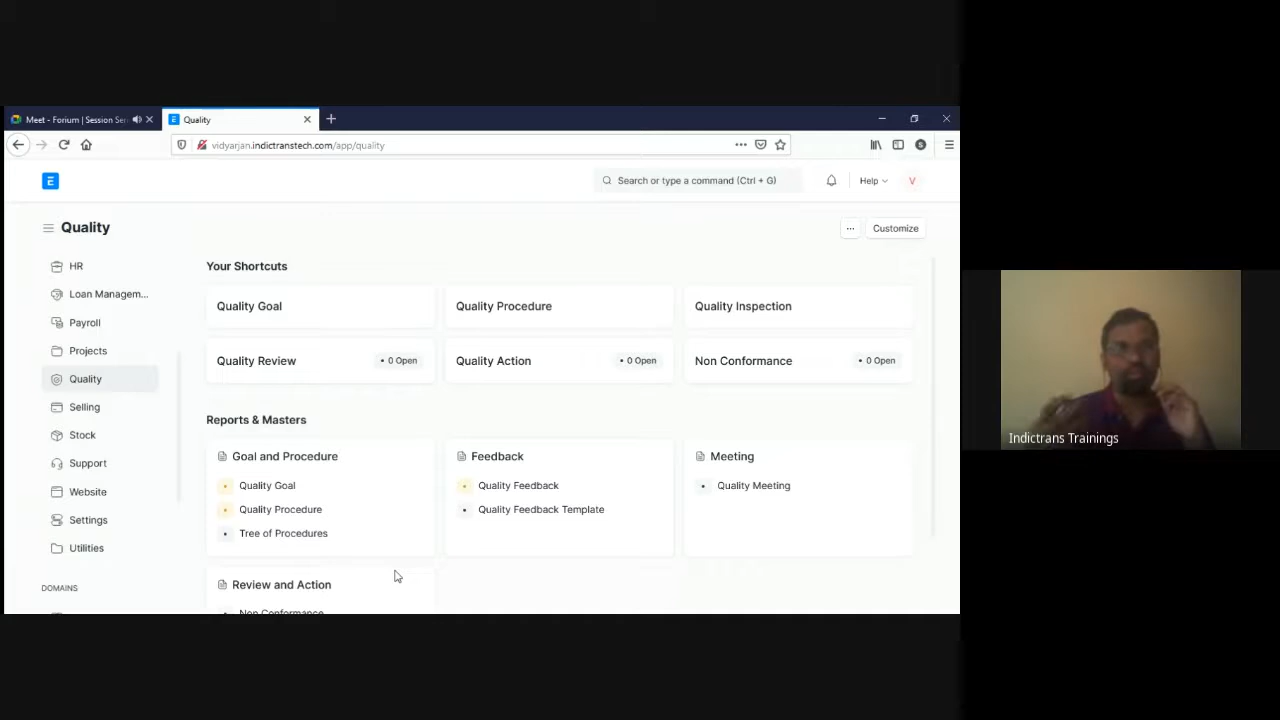 Meet - Forium | Session Ser
Quality
vidyarjan.indictranstech.com/app/quality
Search or type a command (Ctrl + G)
Help
V
Quality
Customize
HR
Loan Managem...
Payroll
Projects
Quality
Selling
Stock
Support
Website
Settings
Utilities
DOMAINS
Your Shortcuts
Quality Goal
Quality Procedure
Quality Inspection
Quality Review • 0 Open
Quality Action • 0 Open
Non Conformance • 0 Open
Reports & Masters
Goal and Procedure
Quality Goal
Quality Procedure
Tree of Procedures
Feedback
Quality Feedback
Quality Feedback Template
Meeting
Quality Meeting
Review and Action
Non Conformance
Indictrans Trainings